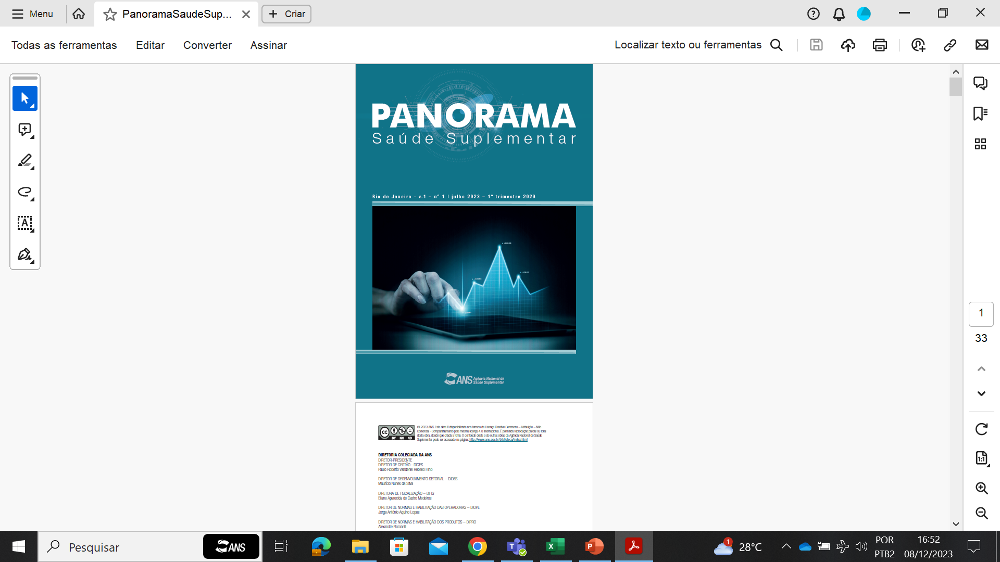 Menu
PanoramaSaudeSup...
Criar
Todas as ferramentas
Editar
Converter
Assinar
Localizar texto ou ferramentas
PANORAMA
Saúde Suplementar
Rio de Janeiro - v.1 – nº 1 | julho 2023 – 1º trimestre 2023
ANS Agência Nacional de
Saúde Suplementar
CC
BY NC ND
© 2023 ANS. Esta obra é disponibilizada nos termos da Licença Creative Commons – Atribuição – Não
Comercial - Compartilhamento pela mesma licença 4.0 Internacional. É permitida reprodução parcial ou total
desta obra, desde que citada a fonte. O conteúdo desta e de outras obras da Agência Nacional de Saúde
Suplementar pode ser acessado na página: http://www.ans.gov.br/biblioteca/index.html
DIRETORIA COLEGIADA DA ANS
DIRETOR-PRESIDENTE
DIRETOR DE GESTÃO - DIGES
Paulo Roberto Vanderlei Rebello Filho
DIRETOR DE DESENVOLVIMENTO SETORIAL – DIDES
Maurício Nunes da Silva
DIRETORA DE FISCALIZAÇÃO – DIFIS
Eliane Aparecida de Castro Medeiros
DIRETOR DE NORMAS E HABILITAÇÃO DAS OPERADORAS – DIOPE
Jorge Antônio Aquino Lopes
DIRETOR DE NORMAS E HABILITAÇÃO DOS PRODUTOS – DIPRO
Alexandre Fioranelli
1
33
1:1
Pesquisar
ANS
1
28°C
POR
PTB2
16:52
08/12/2023